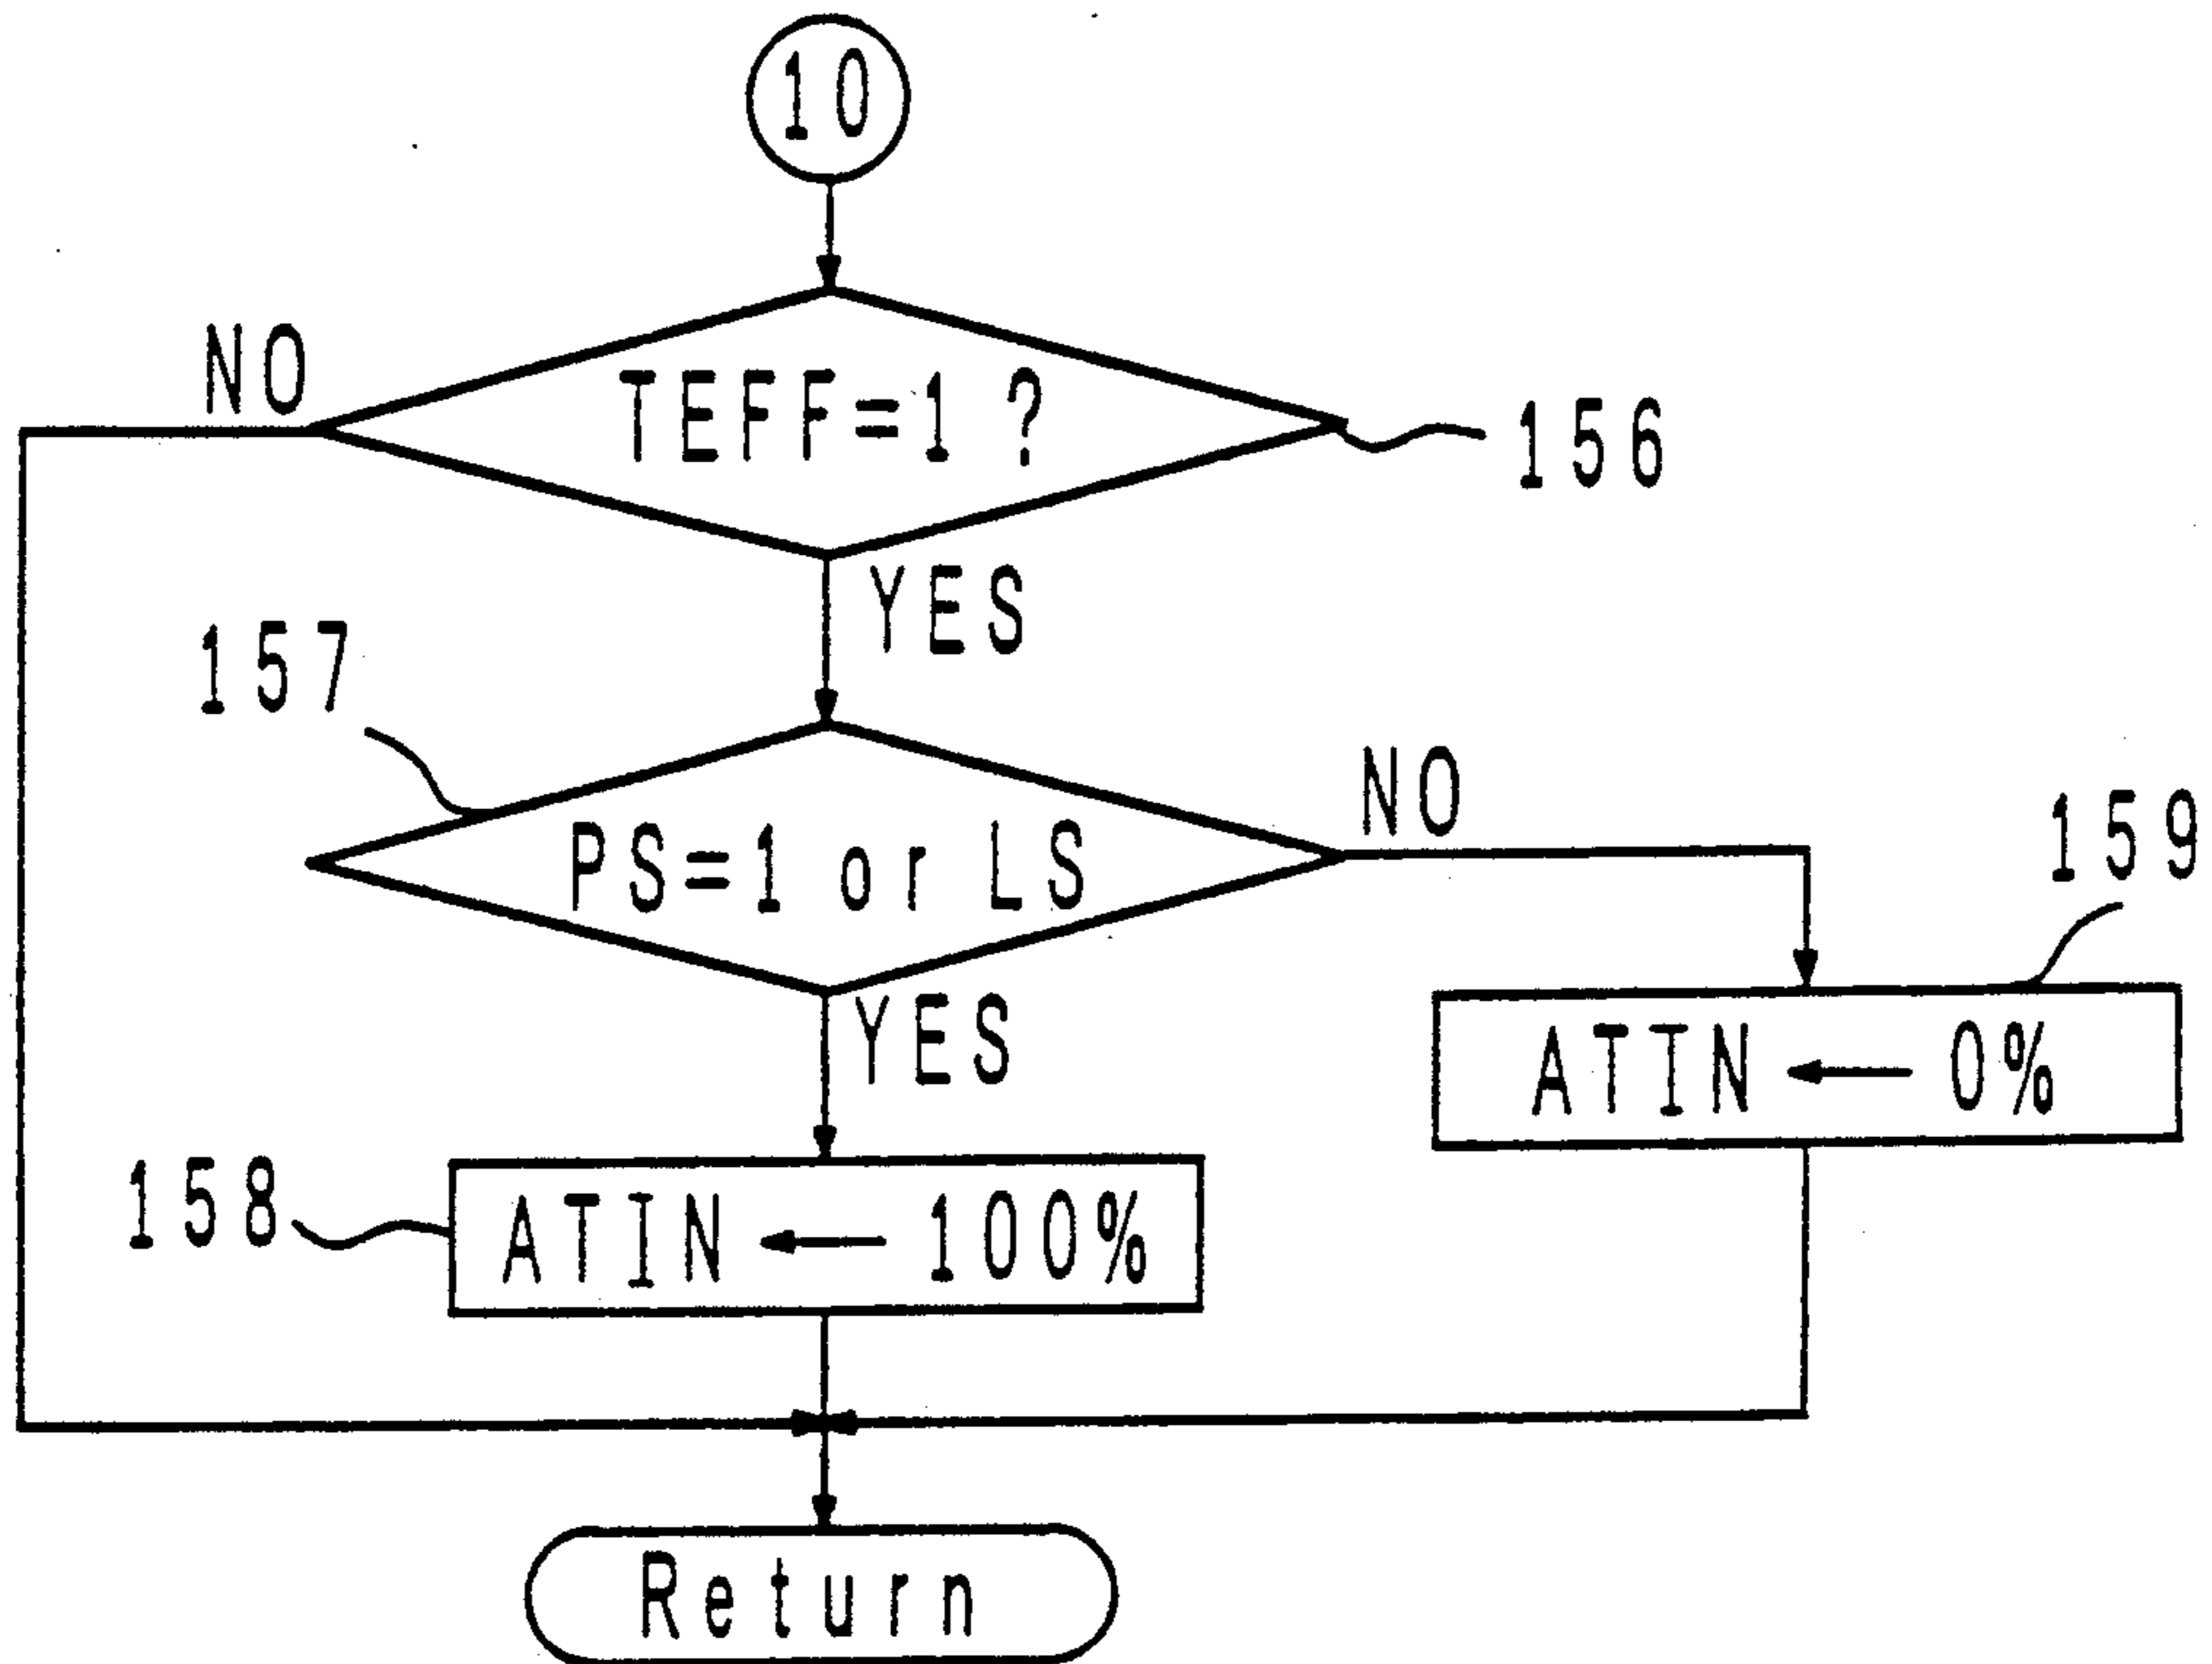 10
NO
TEFF=1 ?
156
YES
157
PS=1 or LS
NO
159
YES
ATIN ← 0%
158
ATIN ← 100%
Return